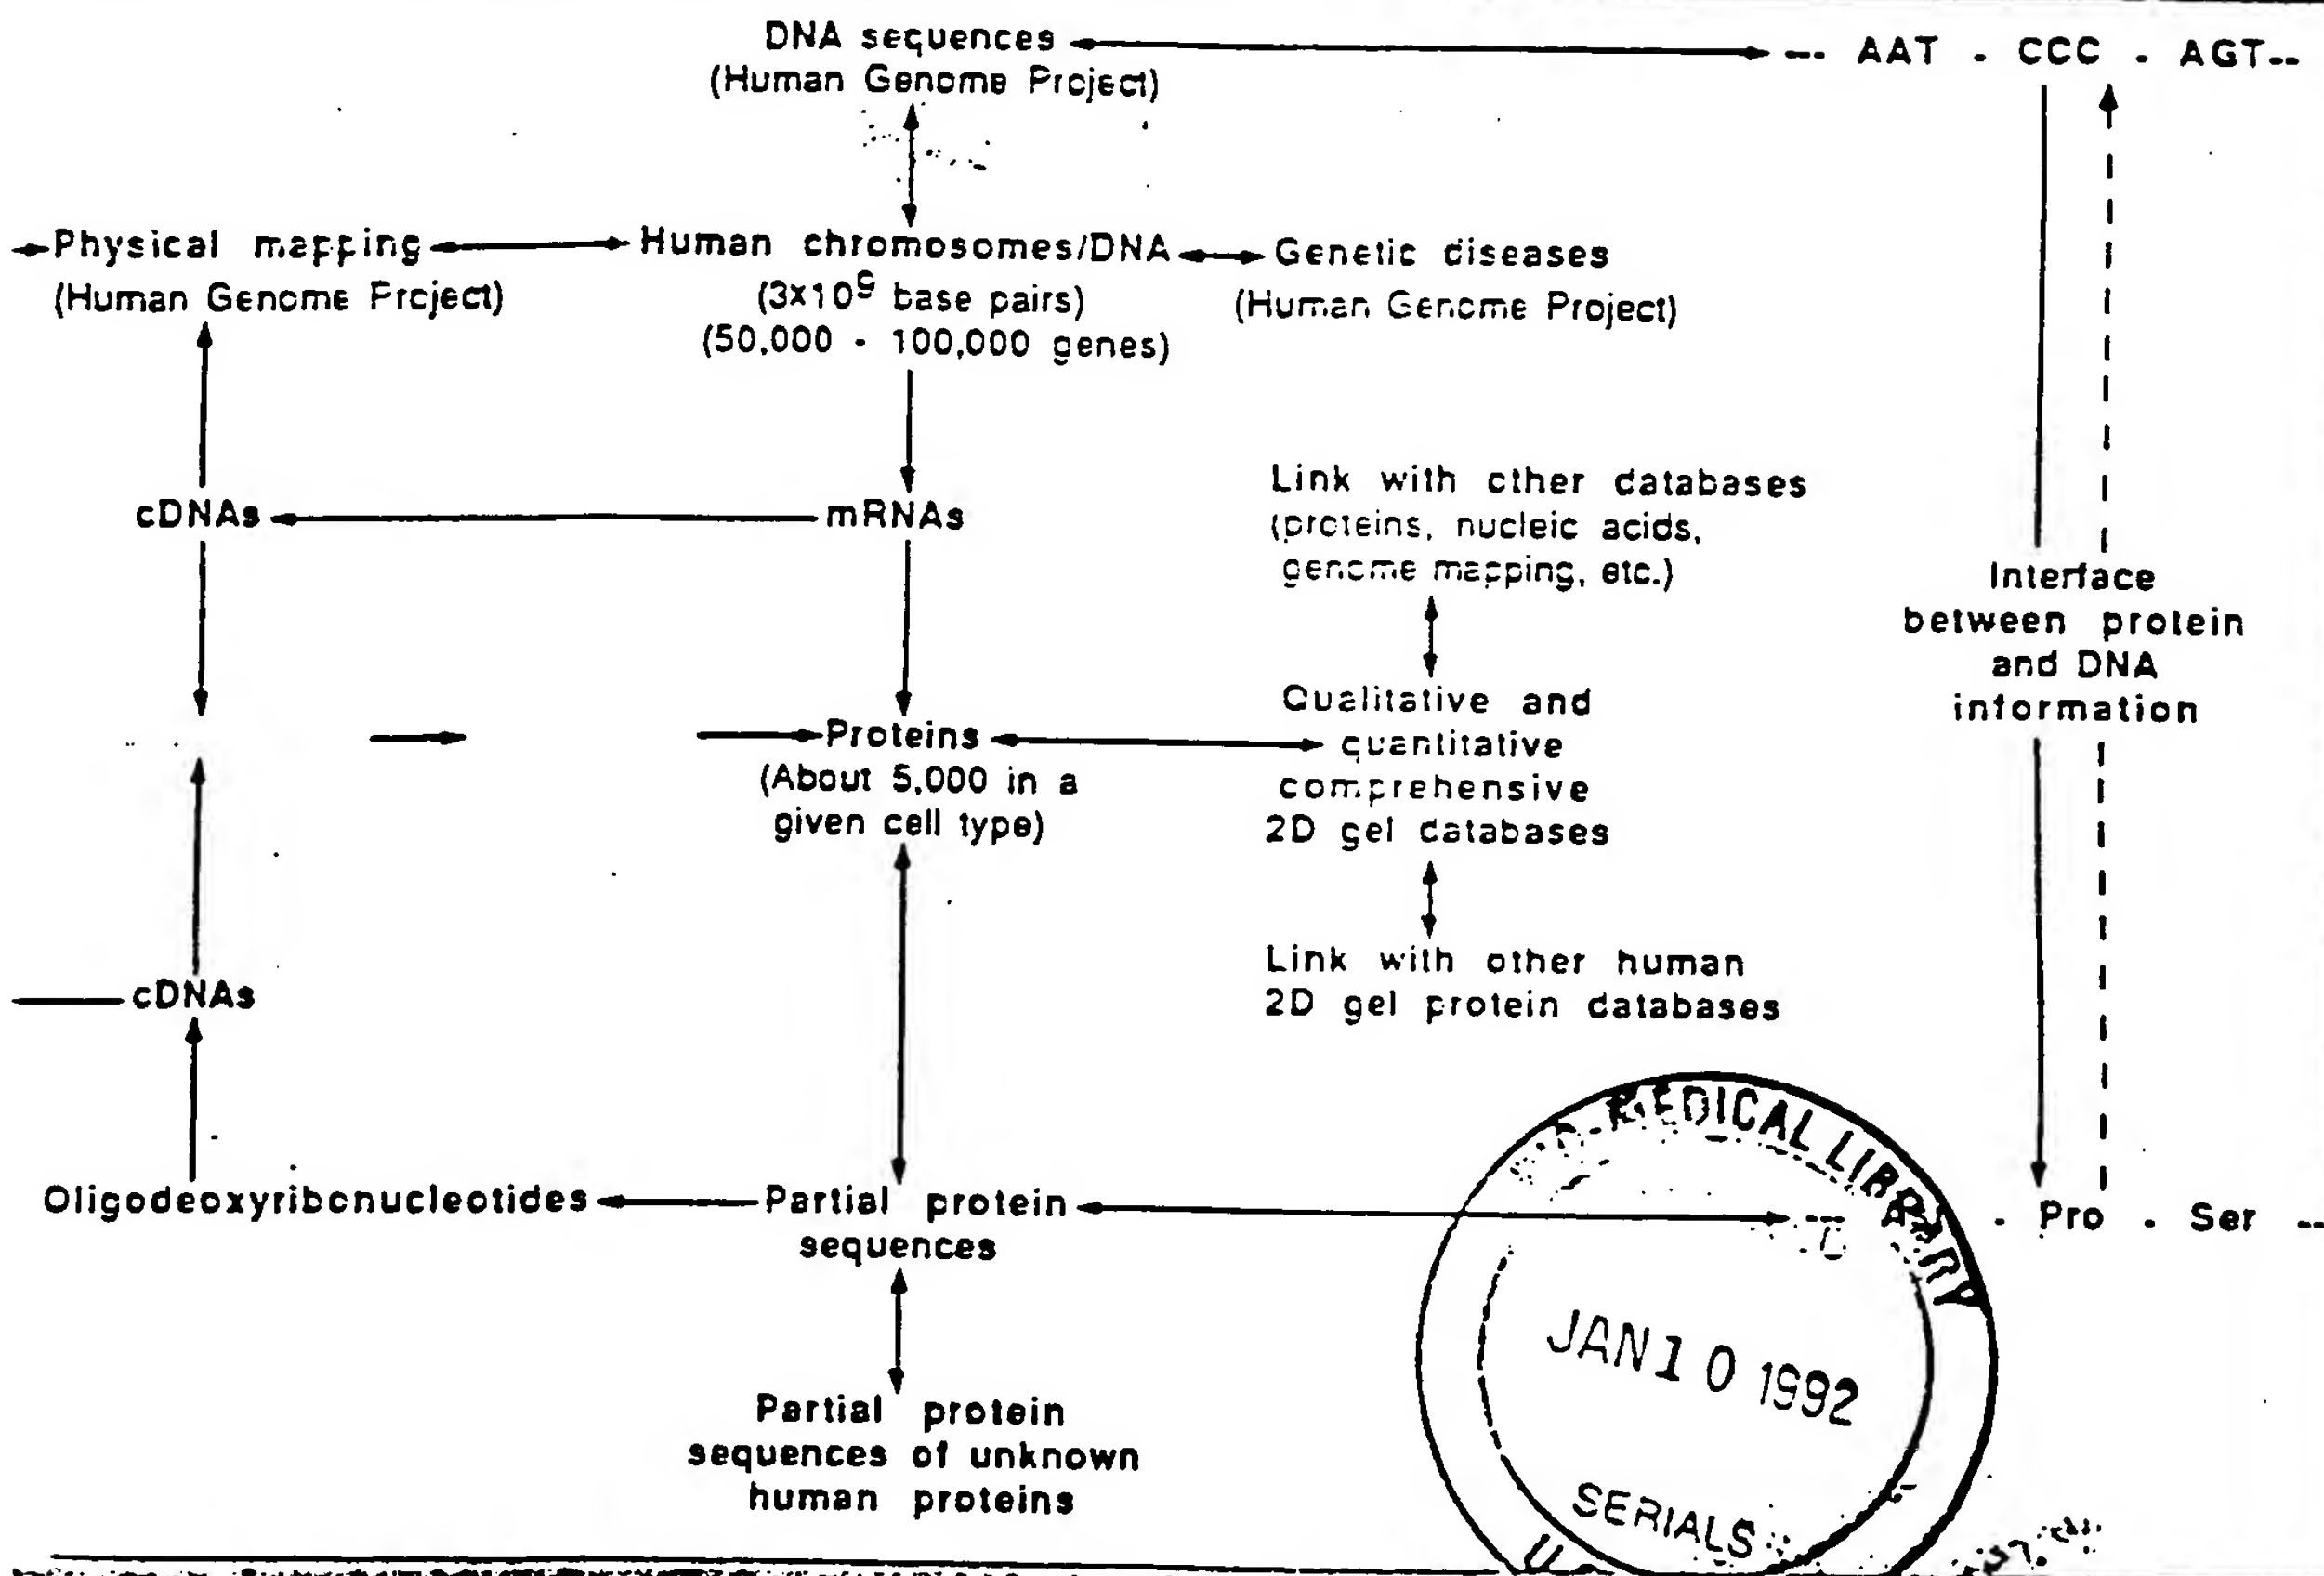 DNA sequences
(Human Genome Project)
-- AAT - CCC - AGT--
Physical mapping
(Human Genome Project)
Human chromosomes/DNA
(3x10⁹ base pairs)
(50,000 - 100,000 genes)
Genetic diseases
(Human Genome Project)
cDNAs
mRNAs
Link with other databases
(proteins, nucleic acids,
genome mapping, etc.)
Interface
between protein
and DNA
information
Proteins
(About 5,000 in a
given cell type)
Qualitative and
quantitative
comprehensive
2D gel databases
Link with other human
2D gel protein databases
cDNAs
Oligodeoxyribonucleotides
Partial protein
sequences
- Pro - Ser --
Partial protein
sequences of unknown
human proteins
MEDICAL LIBRARY
JAN 10 1992
SERIALS